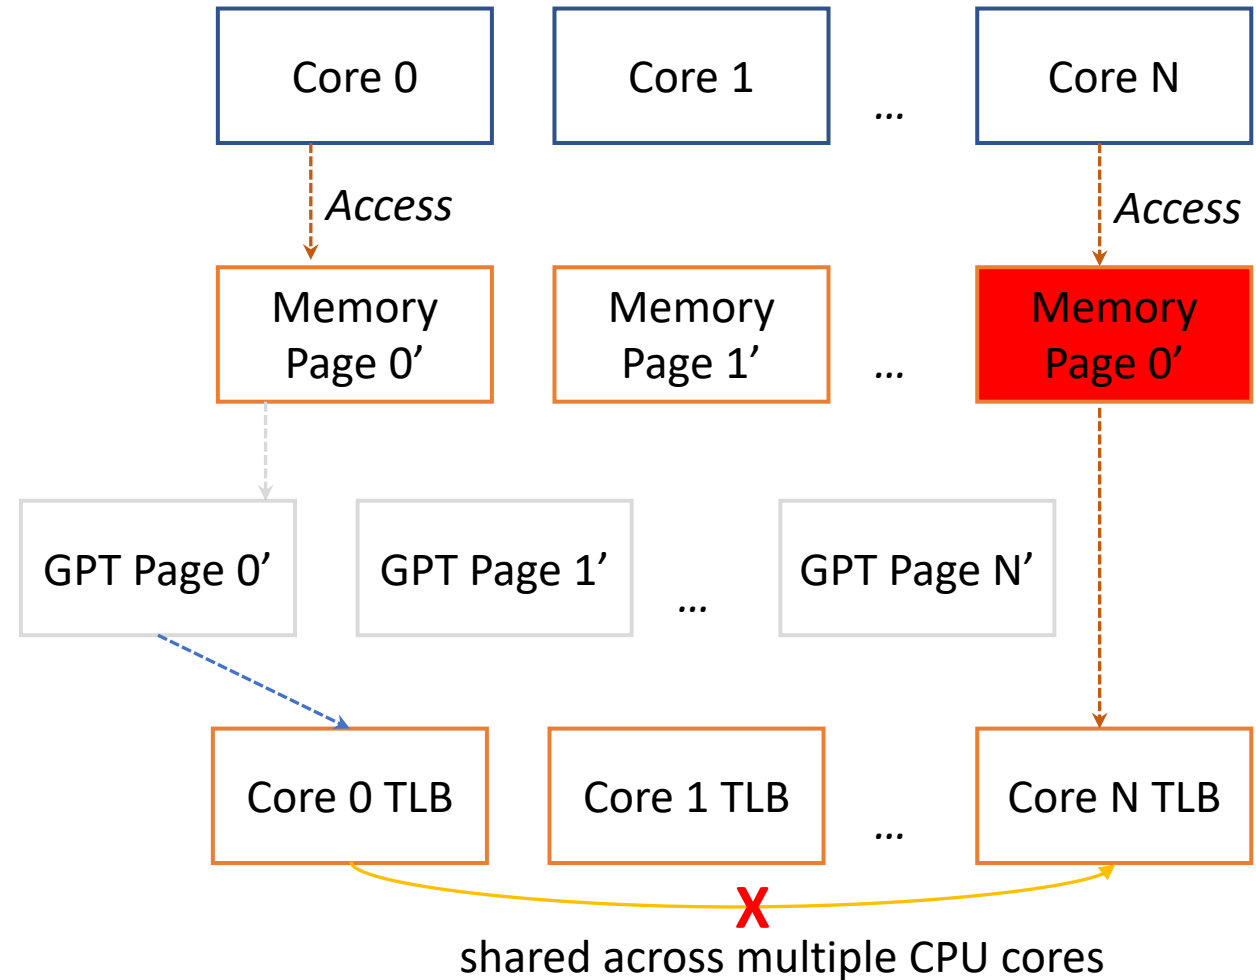 Core 0
Core 1
...
Core N
Access
Access
Memory
Page 0’
Memory
Page 1’
...
Memory
Page 0’
GPT Page 0’
GPT Page 1’
...
GPT Page N’
Core 0 TLB
Core 1 TLB
...
Core N TLB
X
shared across multiple CPU cores